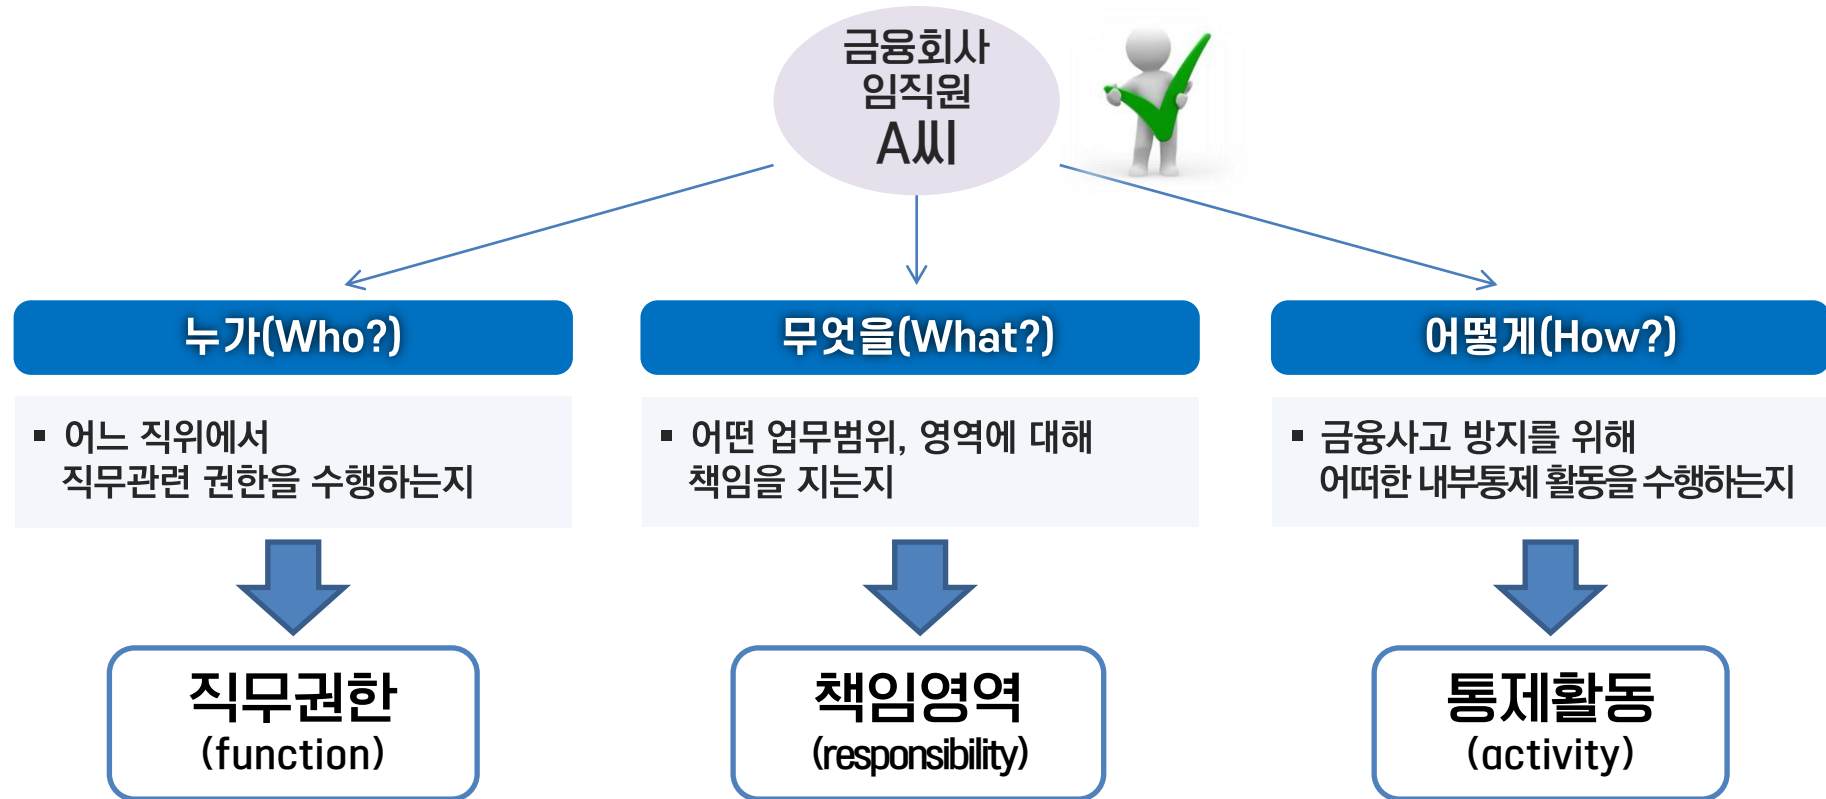 금융회사
임직원
A씨
누가(Who?)
▪ 어느 직위에서
직무관련 권한을 수행하는지
직무권한
(function)
무엇을(What?)
▪ 어떤 업무범위, 영역에 대해
책임을 지는지
책임영역
(responsibility)
어떻게(How?)
▪ 금융사고 방지를 위해
어떠한 내부통제 활동을 수행하는지
통제활동
(activity)